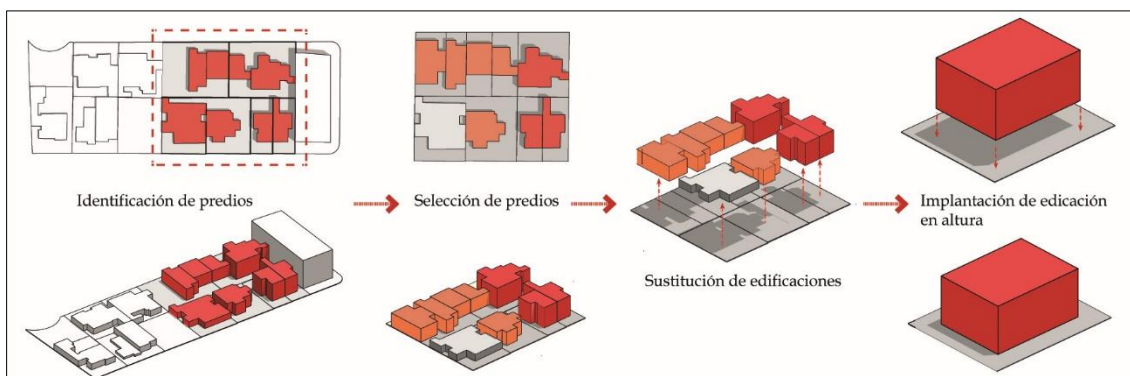 Identificación de predios
Selección de predios
Sustitución de edificaciones
Implantación de edicación
en altura